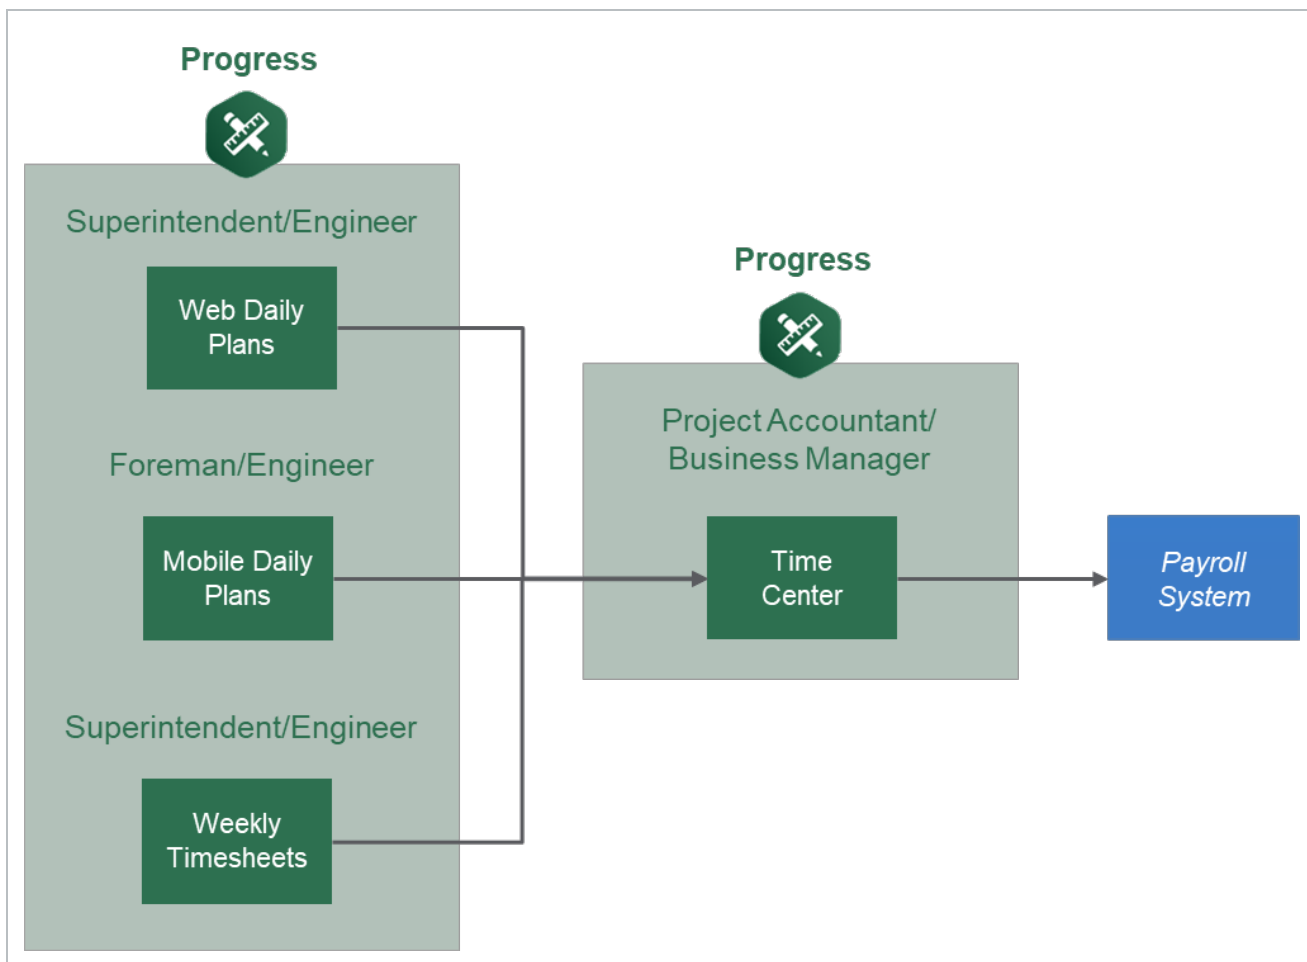 Progress
Superintendent/Engineer
Web Daily
Plans
Foreman/Engineer
Mobile Daily
Plans
Superintendent/Engineer
Weekly
Timesheets
Progress
Project Accountant/
Business Manager
Time
Center
Payroll
System